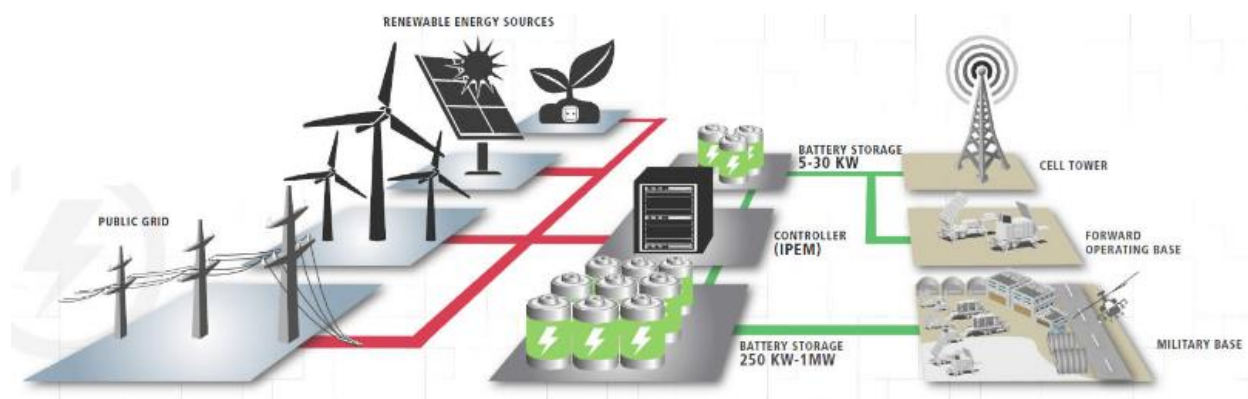 RENEWABLE ENERGY SOURCES
PUBLIC GRID
BATTERY STORAGE
5-30 KW
CELL TOWER
CONTROLLER
(IPEM)
FORWARD
OPERATING BASE
BATTERY STORAGE
250 KW-1MW
MILITARY BASE